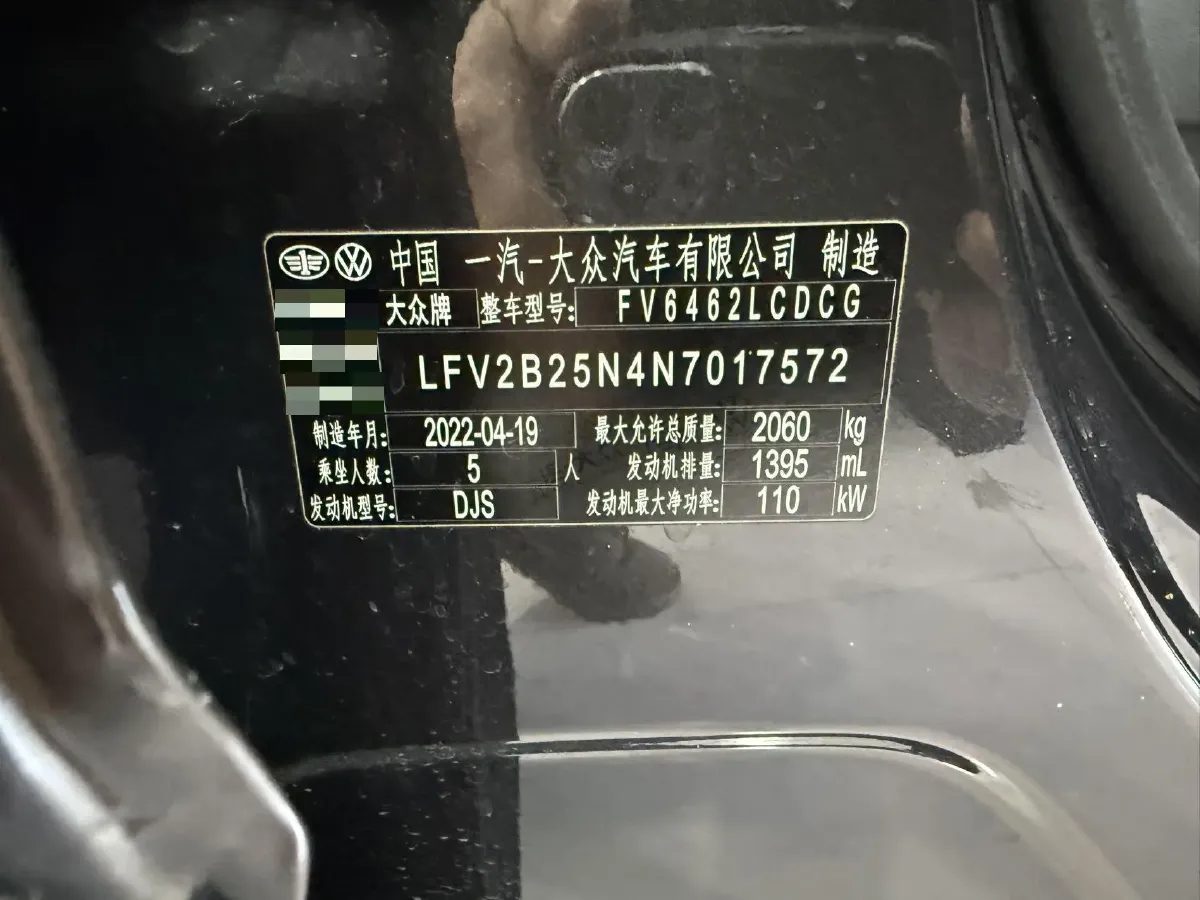 中国 一汽-大众汽车有限公司 制造
大众牌 整车型号: FV6462LCDCG
LFV2B25N4N7017572
制造年月: 2022-04-19 最大允许总质量: 2060 kg
乘坐人数: 5 人 发动机排量: 1395 mL
发动机型号: DJS 发动机最大净功率: 110 kW